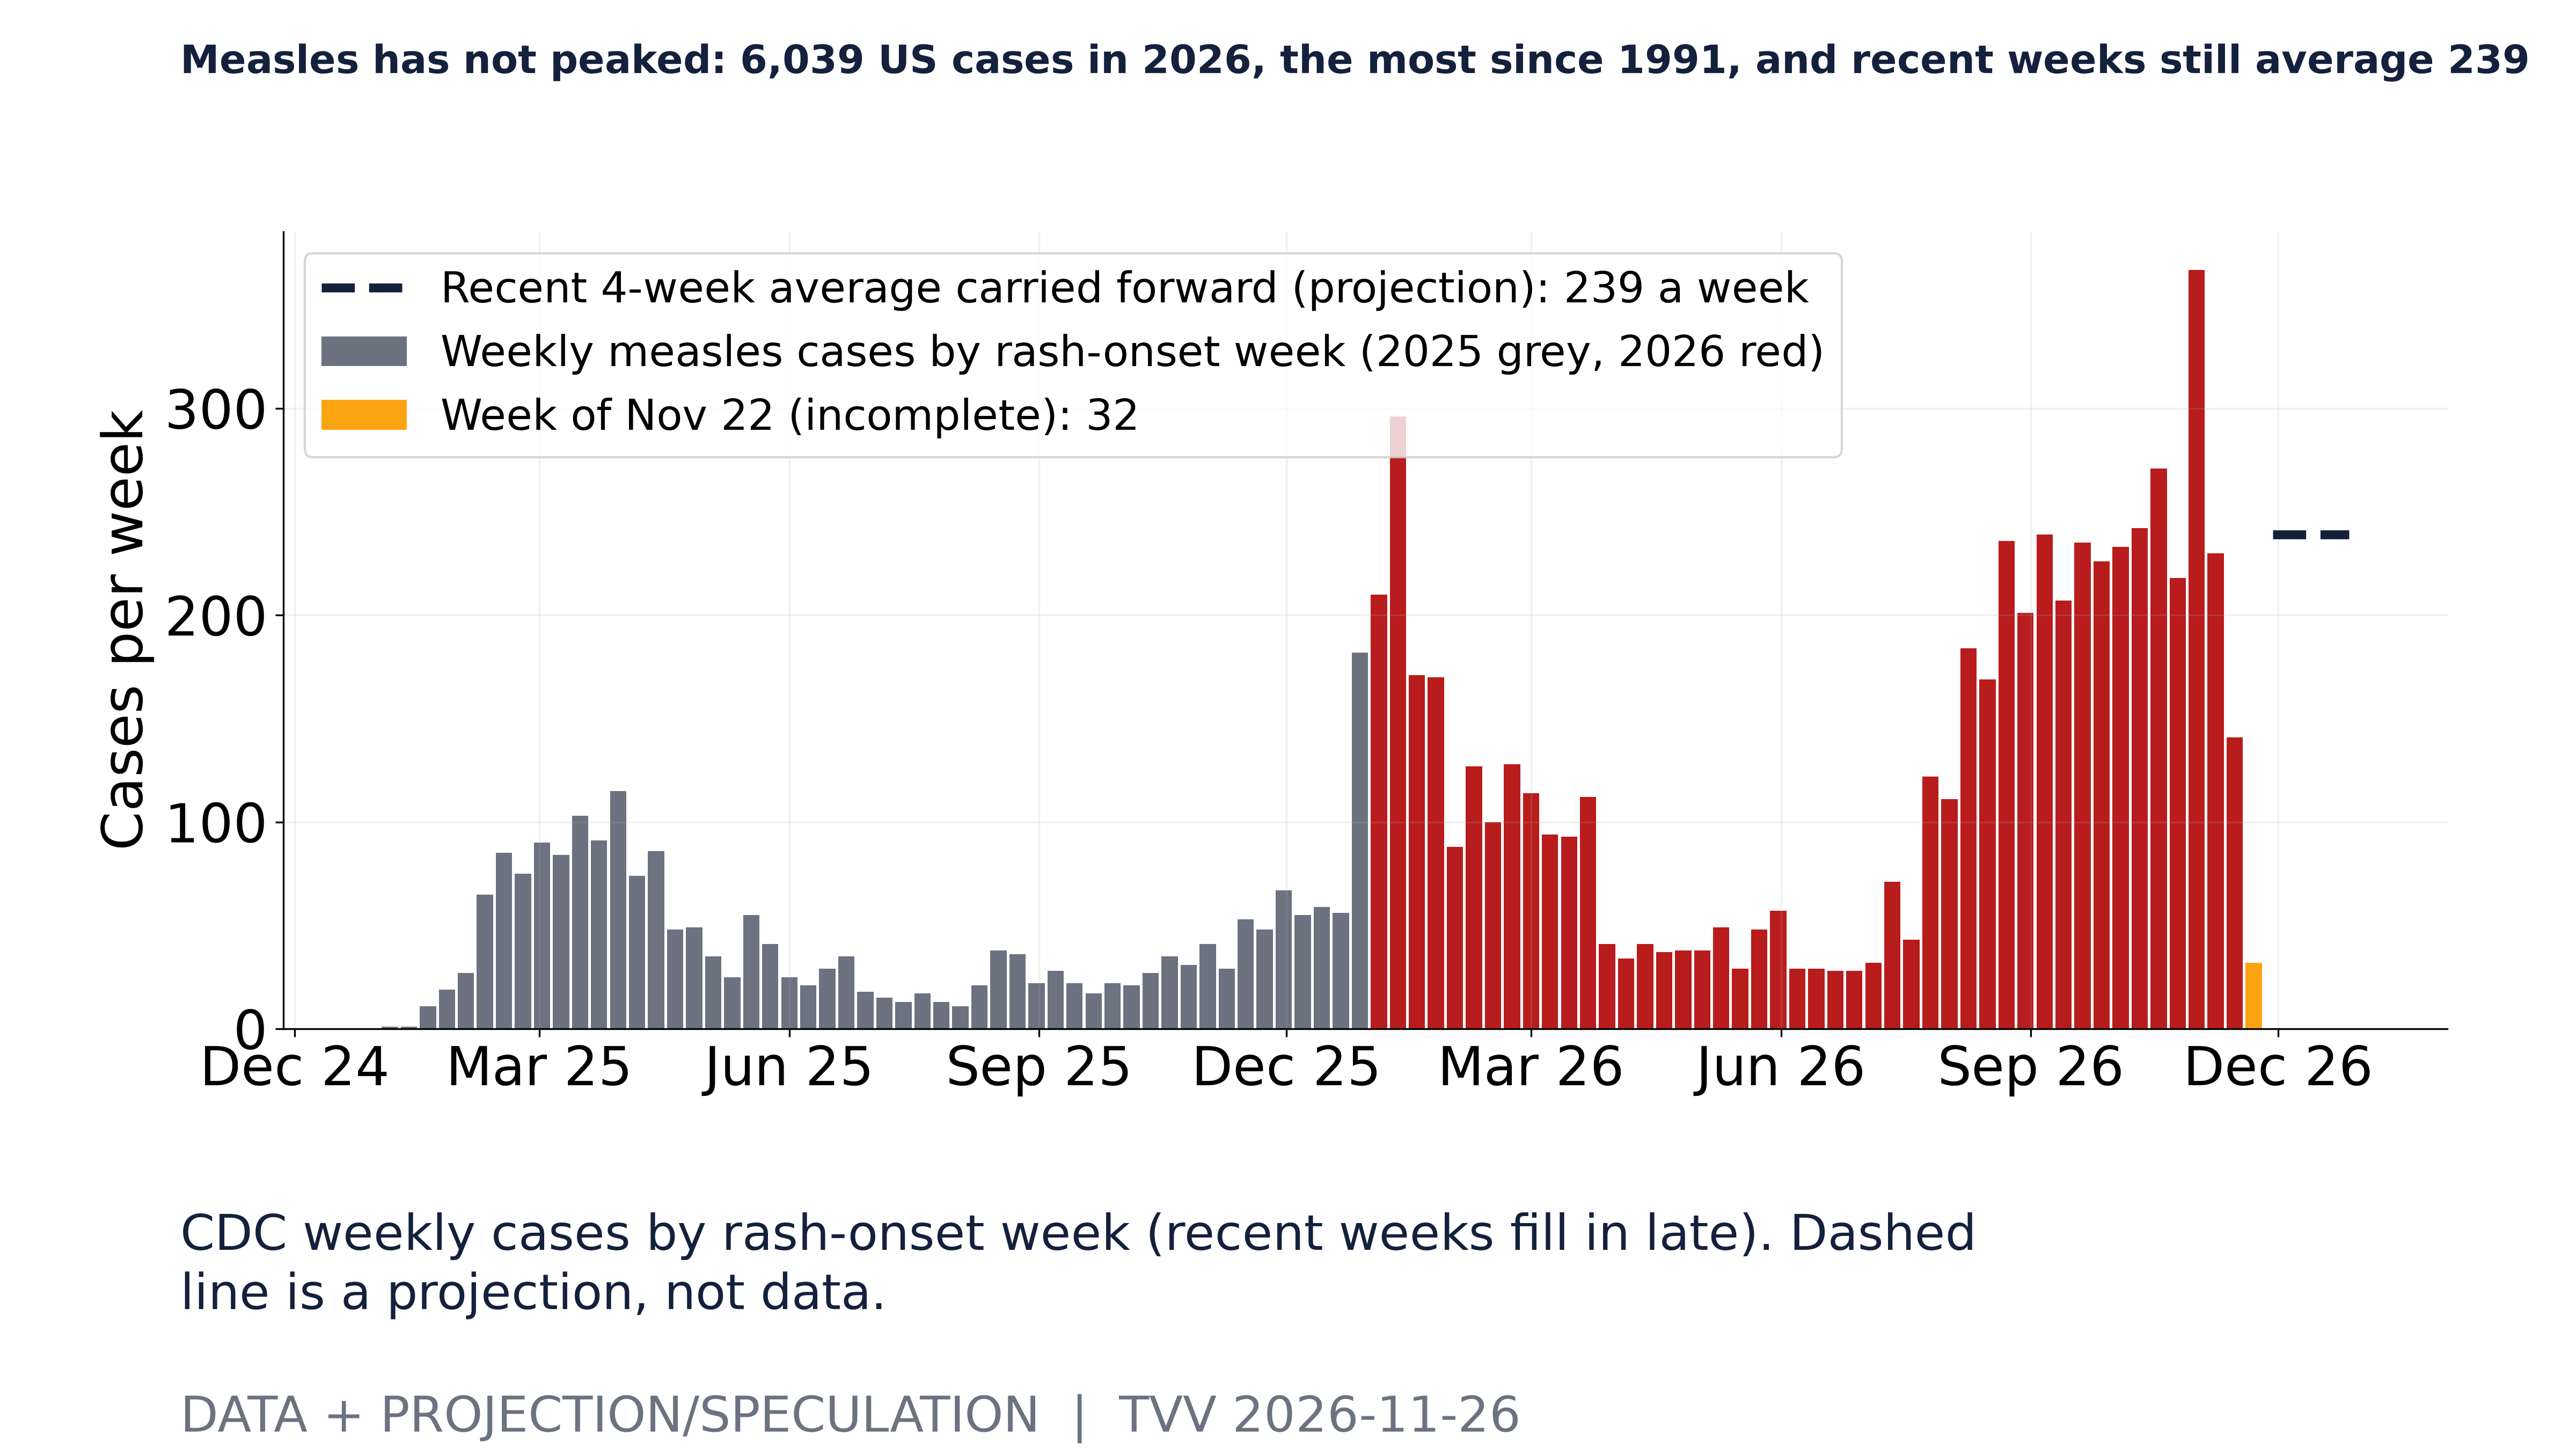 Measles has not peaked: 6,039 US cases in 2026, the most since 1991, and recent weeks still average 239
Recent 4-week average carried forward (projection): 239 a week
Weekly measles cases by rash-onset week (2025 grey, 2026 red)
Week of Nov 22 (incomplete): 32
Cases per week
300
200
100
0
Dec 24 Mar 25 Jun 25 Sep 25 Dec 25 Mar 26 Jun 26 Sep 26 Dec 26
CDC weekly cases by rash-onset week (recent weeks fill in late). Dashed
line is a projection, not data.
DATA + PROJECTION/SPECULATION | TVV 2026-11-26